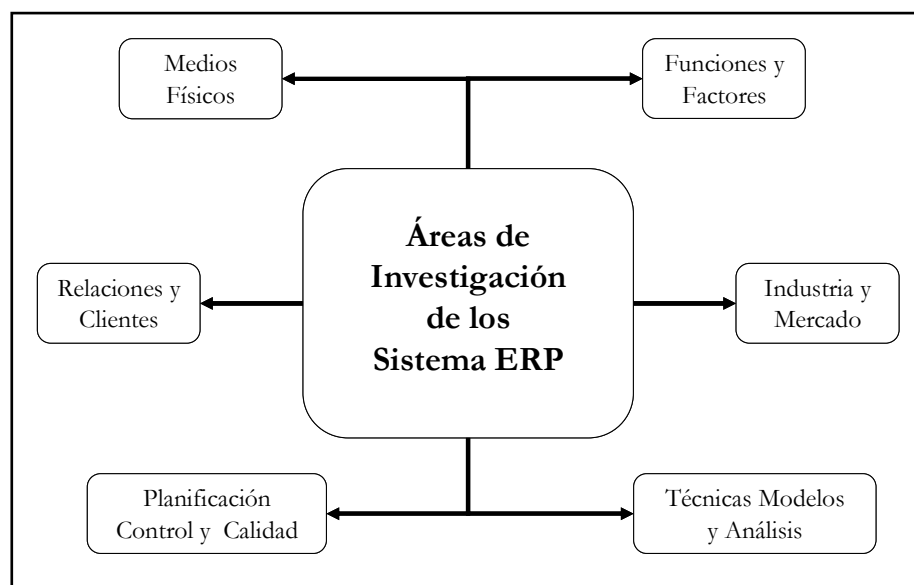 Medios
Físicos
Funciones y
Factores
Áreas de
Investigación
de los
Sistema ERP
Relaciones y
Clientes
Industria y
Mercado
Planificación
Control y Calidad
Técnicas Modelos
y Análisis